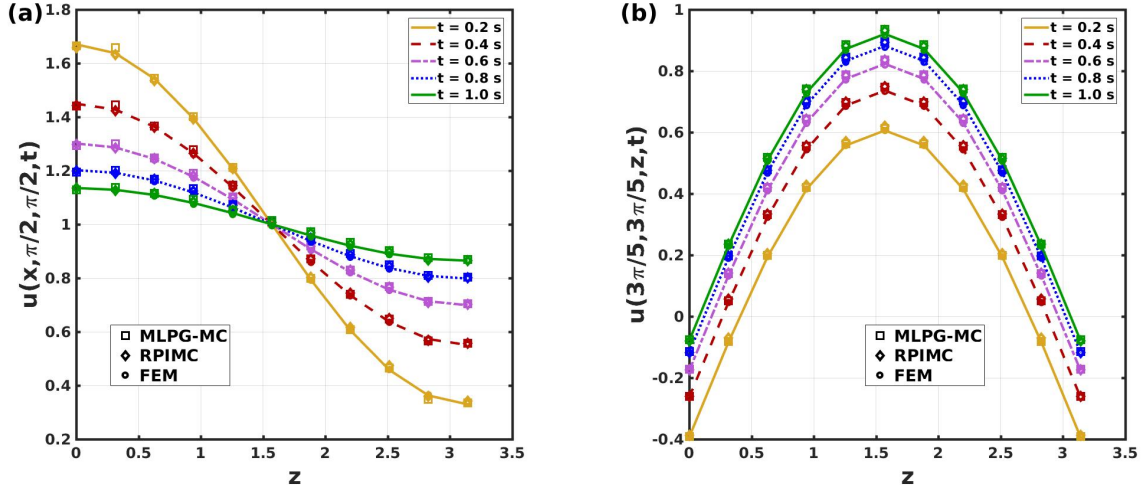 (a)
u(x,π/2,π/2,t)
1.8
1.6
1.4
1.2
1
0.8
0.6
0.4
0.2
0
0.5
1
1.5
2
2.5
3
3.5
z
t = 0.2 s
t = 0.4 s
t = 0.6 s
t = 0.8 s
t = 1.0 s
MLPG-MC
RPIMC
FEM
(b)
u(3π/5,3π/5,z,t)
1
0.8
0.6
0.4
0.2
0
-0.2
-0.4
0
0.5
1
1.5
2
2.5
3
3.5
z
t = 0.2 s
t = 0.4 s
t = 0.6 s
t = 0.8 s
t = 1.0 s
MLPG-MC
RPIMC
FEM